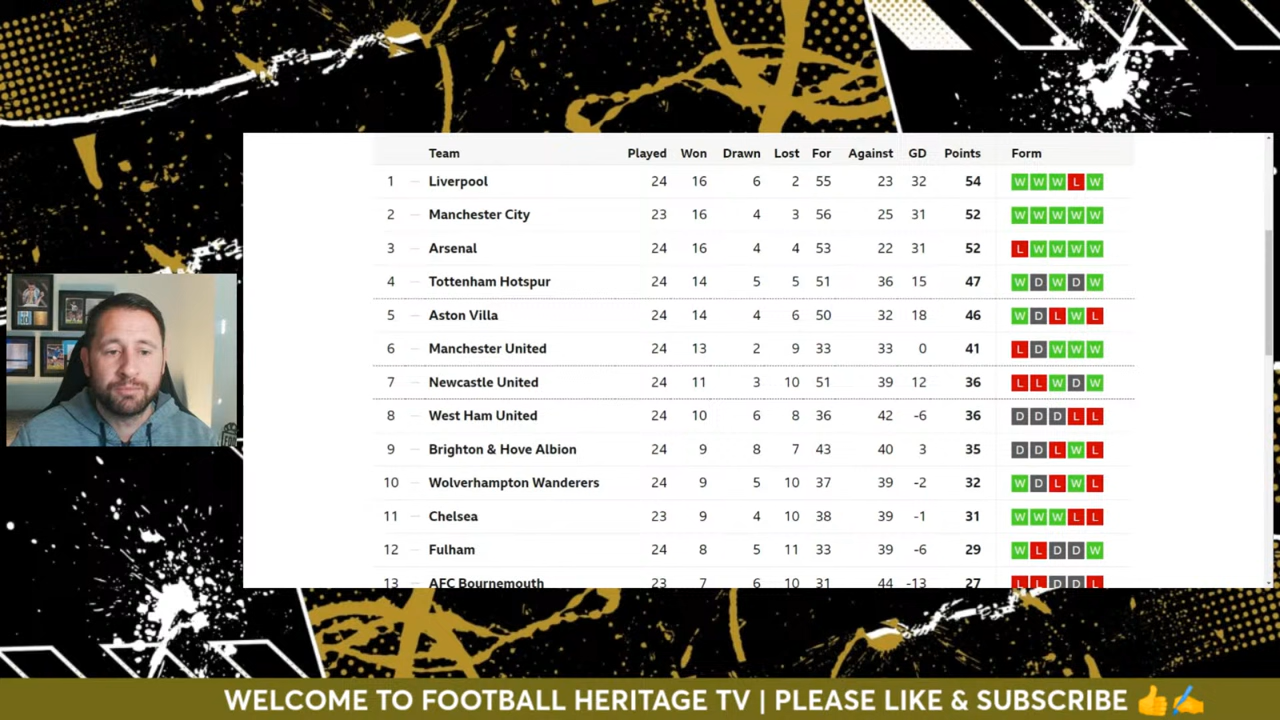 Team Played Won Drawn Lost For Against GD Points Form
1 Liverpool 24 16 6 2 55 23 32 54 W W W L W
2 Manchester City 23 16 4 3 56 25 31 52 W W W W W
3 Arsenal 24 16 4 4 53 22 31 52 L W W W W
4 Tottenham Hotspur 24 14 5 5 51 36 15 47 W D W D W
5 Aston Villa 24 14 4 6 50 32 18 46 W D L W L
6 Manchester United 24 13 2 9 33 33 0 41 L D W W W
7 Newcastle United 24 11 3 10 51 39 12 36 L L W D W
8 West Ham United 24 10 6 8 36 42 -6 36 D D D L L
9 Brighton & Hove Albion 24 9 8 7 43 40 3 35 D D L W L
10 Wolverhampton Wanderers 24 9 5 10 37 39 -2 32 W D L W L
11 Chelsea 23 9 4 10 38 39 -1 31 W W W L L
12 Fulham 24 8 5 11 33 39 -6 29 W L D D W
13 AFC Bournemouth 23 7 6 10 31 44 -13 27 L L D D L
WELCOME TO FOOTBALL HERITAGE TV | PLEASE LIKE & SUBSCRIBE 👍✍️